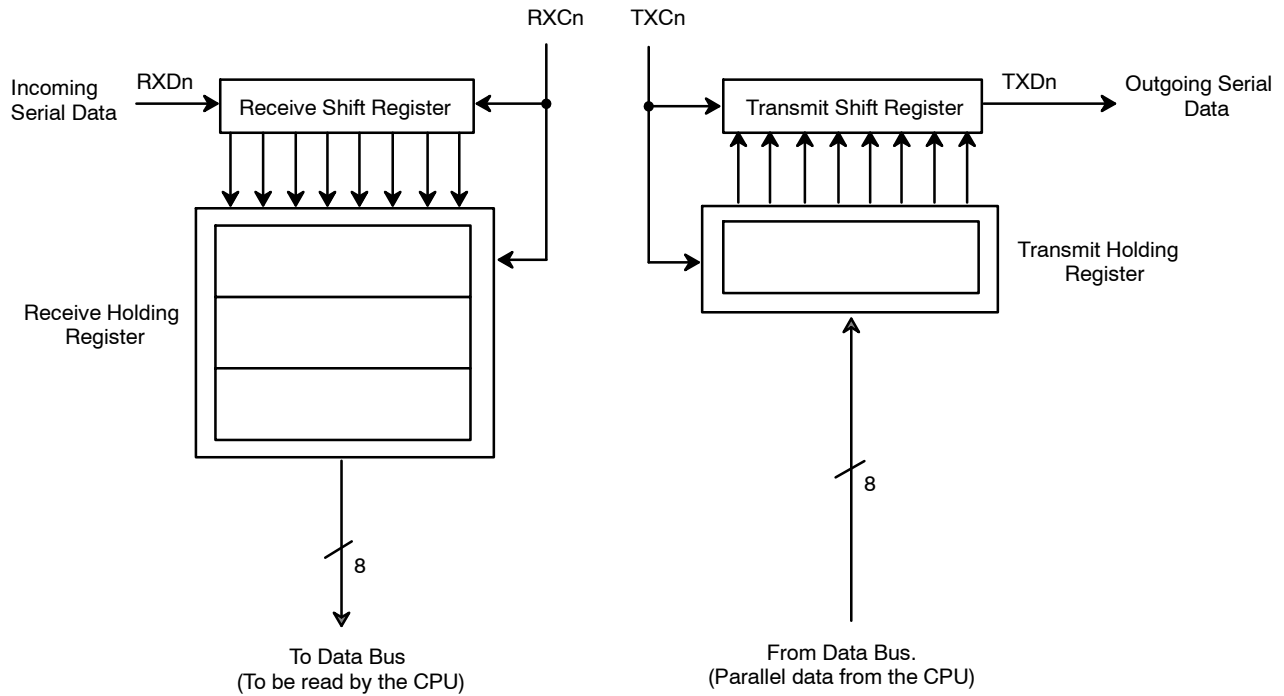 RXCn
TXCn
Incoming
Serial Data
RXDn
Receive Shift Register
Transmit Shift Register
TXDn
Outgoing Serial
Data
Receive Holding
Register
Transmit Holding
Register
8
8
To Data Bus
(To be read by the CPU)
From Data Bus.
(Parallel data from the CPU)